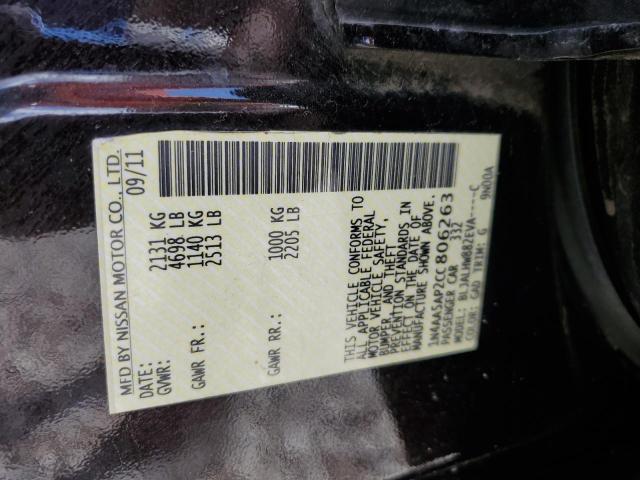 MFD BY NISSAN MOTOR CO., LTD.
DATE: 09/11
GVWR: 2131 KG
4698 LB
GAWR FR.: 1140 KG
2513 LB
GAWR RR.: 1000 KG
2205 LB
THIS VEHICLE CONFORMS TO
ALL APPLICABLE FEDERAL
MOTOR VEHICLE SAFETY,
BUMPER, AND THEFT
PREVENTION STANDARDS IN
EFFECT ON THE DATE OF
MANUFACTURE SHOWN ABOVE.
1N4AA5AP2CC806263
PASSENGER CAR 332
MODEL: BLJALHWB82EVA----C
COLOR: GAD TRIM: G 9N00A